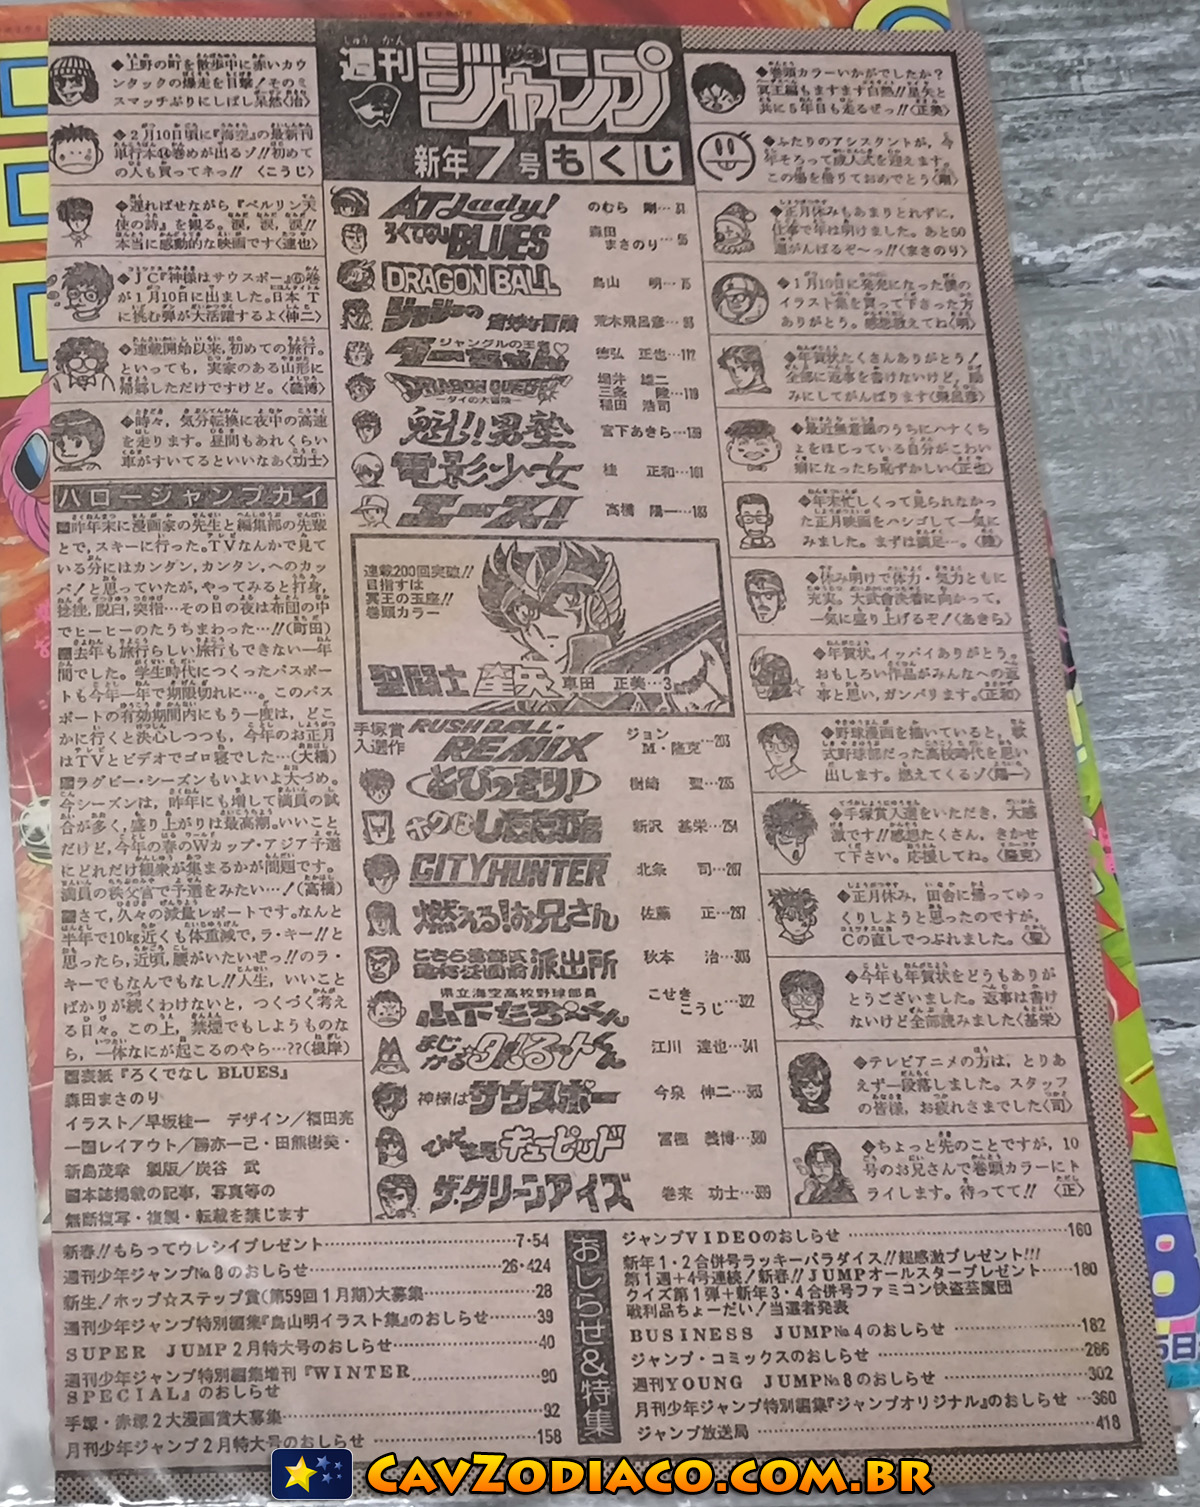 週刊
少年
ジャンプ
新年7号もくじ
◆上野の町を散歩中に赤いカウ
ンタックの爆走を目撃!そのミ
スマッチぶりにしばし呆然〈治〉
◆2月10日頃に『海空』の最新刊
単行本⑭巻めが出るゾ!!初めて
の人も買ってネっ!! 〈こうじ〉
◆遅ればせながら『ベルリン天
使の詩』を観る。涙,涙,涙!!
本当に感動的な映画です〈達也〉
◆JC『神様はサウスポー』⑥巻
が1月10日に出ました。日本T
に挑む弾が大活躍するよ〈伸二〉
◆連載開始以来,初めての旅行。
といっても,実家のある山形に
帰郷しただけですけど。〈義博〉
◆時々,気分転換に夜中の高速
を走ります。昼間もあれくらい
車がすいてるといいなあ〈功士〉
ハロージャンプカイ
■昨年末に漫画家の先生と編集部の先輩
とで,スキーに行った。TVなんかで見て
いる分にはカンダン,カンタン,へのカッ
パ!と思っていたが,やってみると打身,
捻挫,脱臼,突指…その日の夜は布団の中
でヒーヒーのたうちまわった…!!(町田)
■去年も旅行らしい旅行もできない一年
間でした。学生時代につくったパスポー
トも今年一年で期限切れに…。このパス
ポートの有効期間内にもう一度は,どこ
かに行くと決心しつつも,今年のお正月
はTVとビデオでゴロ寝でした…(大橋)
■ラグビー・シーズンもいよいよ大づめ。
今シーズンは,昨年にも増して満員の試
合が多く,盛り上がりは最高潮。いいこと
だけど,今年の春のWカップ・アジア予選
にどれだけ観衆が集まるかが問題です。
満員の秩父宮で予選をみたい…!(高橋)
■さて,久々の減量レポートです。なんと
半年で10kg近くも体重減で,ラ・キー!!と
思ったら,近頃,腰がいたいぜっ!!のラ・
キーでもなんでもなし!!人生,いいこと
ばかりが続くわけないと,つくづく考え
る日々。この上,禁煙でもしようものな
ら,一体なにが起こるのやら…??(根岸)
■表紙『ろくでなし BLUES』
森田まさのり
イラスト/早坂桂一 デザイン/福田亮
一■レイアウト/勝亦一己・田熊樹美・
新島茂幸 製版/炭谷 武
■本誌掲載の記事,写真等の
無断複写・複製・転載を禁じます
AT Lady! のむら 剛…31
ろくでなしBLUES 森田まさのり…55
DRAGON BALL 鳥山 明…75
ジョジョの奇妙な冒険 荒木飛呂彦…93
ジャングルの王者ターちゃん♡ 徳弘 正也…112
DRAGON QUEST―ダイの大冒険― 堀井 雄二 三条 陸…119 稲田 浩司
魁!!男塾 宮下あきら…139
電影少女 桂 正和…161
エース! 高橋 陽一…183
連載200回突破!!
目指すは
冥王の玉座!!
巻頭カラー
聖闘士星矢 車田 正美…3
手塚賞
入選作
RUSH BALL・REMIX ジョンM・隆克…203
とびっきり! 樹崎 聖…235
ボクはしたたか君 新沢 基栄…254
CITY HUNTER 北条 司…267
燃える!お兄さん 佐藤 正…287
こちら葛飾区亀有公園前派出所 秋本 治…303
県立海空高校野球部員山下たろーくん こせきこうじ…322
まじかる☆タルるートくん 江川 達也…341
神様はサウスポー 今泉 伸二…363
てんで性悪キューピッド 冨樫 義博…380
ザ・グリーンアイズ 巻来 功士…399
◆巻頭カラーいかがでしたか?
冥王編もますます白熱!!星矢と
共に5年目も走るぜっ!!〈正美〉
◆ふたりのアシスタントが,今
年そろって成人式を迎えます。
この場を借りておめでとう〈剛〉
◆正月休みもあまりとれずに,
仕事で年は明けました。あと50
週がんばるぞ~っ!!〈まさのり〉
◆1月10日に発売になった僕の
イラスト集を買って下さった方
ありがとう。感想教えてね〈明〉
◆年賀状たくさんありがとう!
全部に返事を書けないけど,励
みにしてがんばります〈飛呂彦〉
◆最近無意識のうちにハナくち
ょをほじっている自分がこわい
癖になったら恥ずかしい〈正也〉
◆年末忙しくって見られなかっ
た正月映画をハシゴして一気に
みました。まずは満足…。〈陸〉
◆休み明けで体力・気力ともに
充実。大武會決着に向かって,
一気に盛り上げるぞ!〈あきら〉
◆年賀状,イッパイありがとう。
おもしろい作品がみんなへの返
事と思い,ガンバリます。〈正和〉
◆野球漫画を描いていると,軟
式野球部だった高校時代を思い
出します。燃えてくるゾ〈陽一〉
◆手塚賞入選をいただき,大感
激です!!感想たくさん,きかせ
て下さい。応援してね。〈隆克〉
◆正月休み,田舎に帰ってゆっ
くりしようと思ったのですが,
Cの直しでつぶれました。〈聖〉
◆今年も年賀状をどうもありが
とうございました。返事は書け
ないけど全部読みました〈基栄〉
◆テレビアニメの方は,とりあ
えず一段落しました。スタッフ
の皆様,お疲れさまでした〈司〉
◆ちょっと先のことですが,10
号のお兄さんで巻頭カラーにト
ライします。待ってて!! 〈正〉
おしらせ&特集
新春!!もらってウレシイプレゼント…7・54
週刊少年ジャンプNo.8のおしらせ…26・424
新生!ホップ☆ステップ賞(第59回1月期)大募集…28
週刊少年ジャンプ特別編集『鳥山明イラスト集』のおしらせ…39
SUPER JUMP2月特大号のおしらせ…40
週刊少年ジャンプ特別編集増刊『WINTER
SPECIAL』のおしらせ…90
手塚・赤塚2大漫画賞大募集…92
月刊少年ジャンプ2月特大号のおしらせ…158
ジャンプVIDEOのおしらせ…160
新年1・2合併号ラッキーパラダイス!!超感激プレゼント!!!
第1週+4号連続!新春!!JUMPオールスタープレゼント…180
クイズ第1弾+新年3・4合併号ファミコン快盗芸魔団
戦利品ちょーだい!当選者発表
BUSINESS JUMPNo.4のおしらせ…182
ジャンプ・コミックスのおしらせ…286
週刊YOUNG JUMPNo.8のおしらせ…302
月刊少年ジャンプ特別編集『ジャンプオリジナル』のおしらせ…360
ジャンプ放送局…418
CAVZODIACO.COM.BR